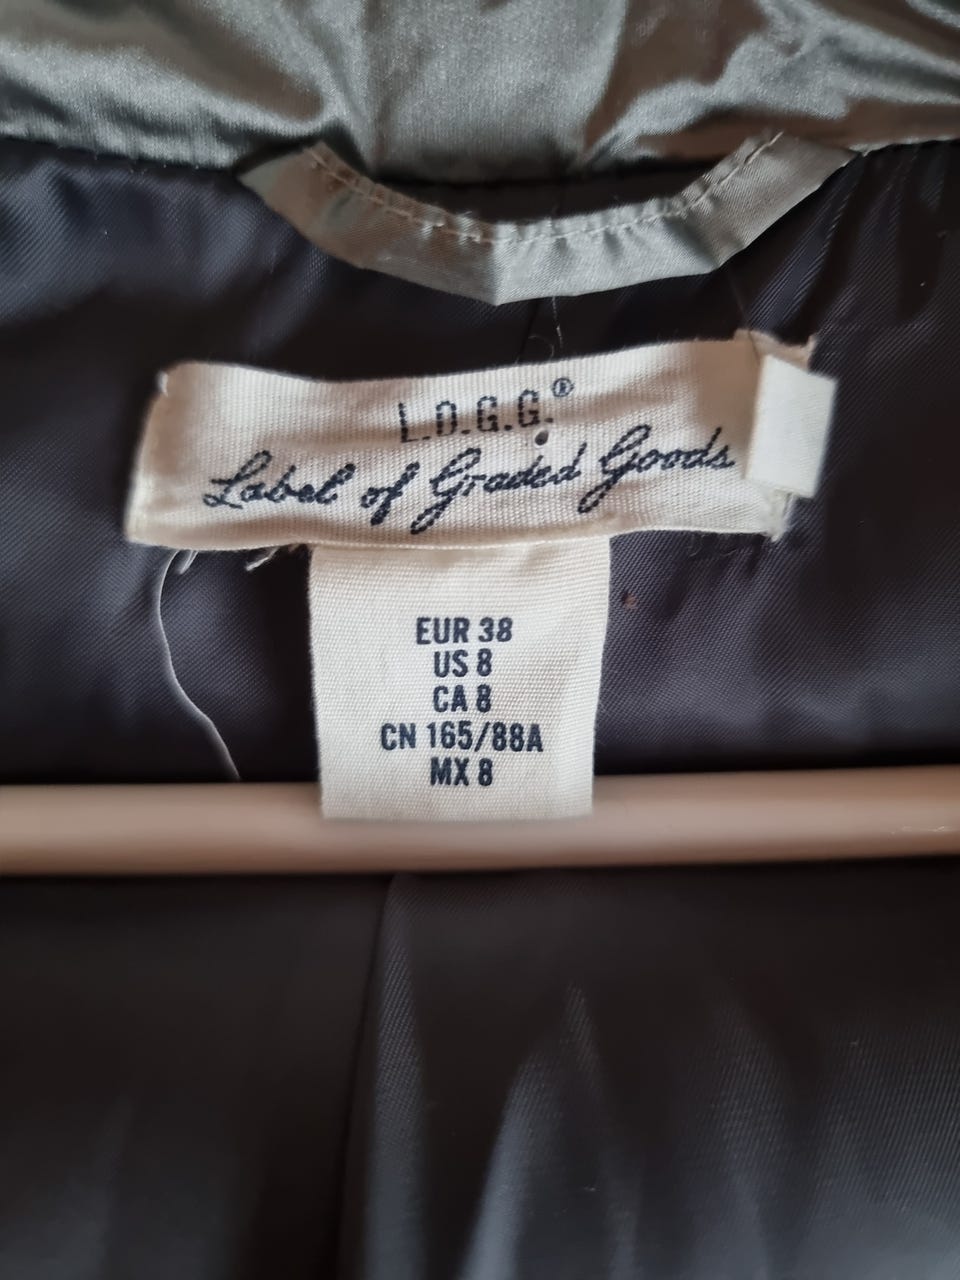 L.O.G.G.®
Label of Graded Goods
EUR 38
US 8
CA 8
CN 165/88A
MX 8